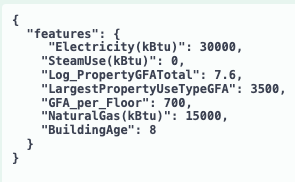 {
  "features": {
    "Electricity(kBtu)": 30000,
    "SteamUse(kBtu)": 0,
    "Log_PropertyGFATotal": 7.6,
    "LargestPropertyUseTypeGFA": 3500,
    "GFA_per_Floor": 700,
    "NaturalGas(kBtu)": 15000,
    "BuildingAge": 8
  }
}